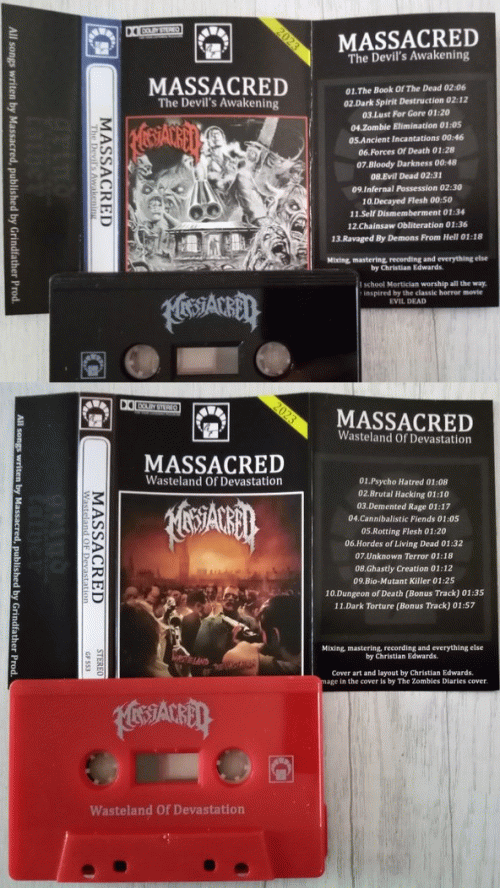 All songs writen by Massacred, published by Grindfather Prod.
MASSACRED
The Devil's Awakening
DOLBY STEREO
2023
MASSACRED
The Devil's Awakening
MASSACRED
MASSACRED
The Devil's Awakening
01.The Book Of The Dead 02:06
02.Dark Spirit Destruction 02:12
03.Lust For Gore 01:20
04.Zombie Elimination 01:05
05.Ancient Incantations 00:46
06.Forces Of Death 01:28
07.Bloody Darkness 00:48
08.Evil Dead 02:31
09.Infernal Possession 02:30
10.Decayed Flesh 00:50
11.Self Dismemberment 01:34
12.Chainsaw Obliteration 01:36
13.Ravaged By Demons From Hell 01:18
Mixing, mastering, recording and everything else
by Christian Edwards.
l school Mortician worship all the way,
inspired by the classic horror movie
EVIL DEAD
MASSACRED
All songs writen by Massacred, published by Grindfather Prod.
MASSACRED
Wasteland Of Devastation
STEREO
GF 553
DOLBY STEREO
2023
MASSACRED
Wasteland Of Devastation
MASSACRED
WASTELAND OF DEVASTATION
MASSACRED
Wasteland Of Devastation
01.Psycho Hatred 01:08
02.Brutal Hacking 01:10
03.Demented Rage 01:17
04.Cannibalistic Fiends 01:05
05.Rotting Flesh 01:20
06.Hordes of Living Dead 01:32
07.Unknown Terror 01:18
08.Ghastly Creation 01:12
09.Bio-Mutant Killer 01:25
10.Dungeon of Death (Bonus Track) 01:35
11.Dark Torture (Bonus Track) 01:57
Mixing, mastering, recording and everything else
by Christian Edwards.
Cover art and layout by Christian Edwards.
mage in the cover is by The Zombies Diaries cover.
MASSACRED
Wasteland Of Devastation